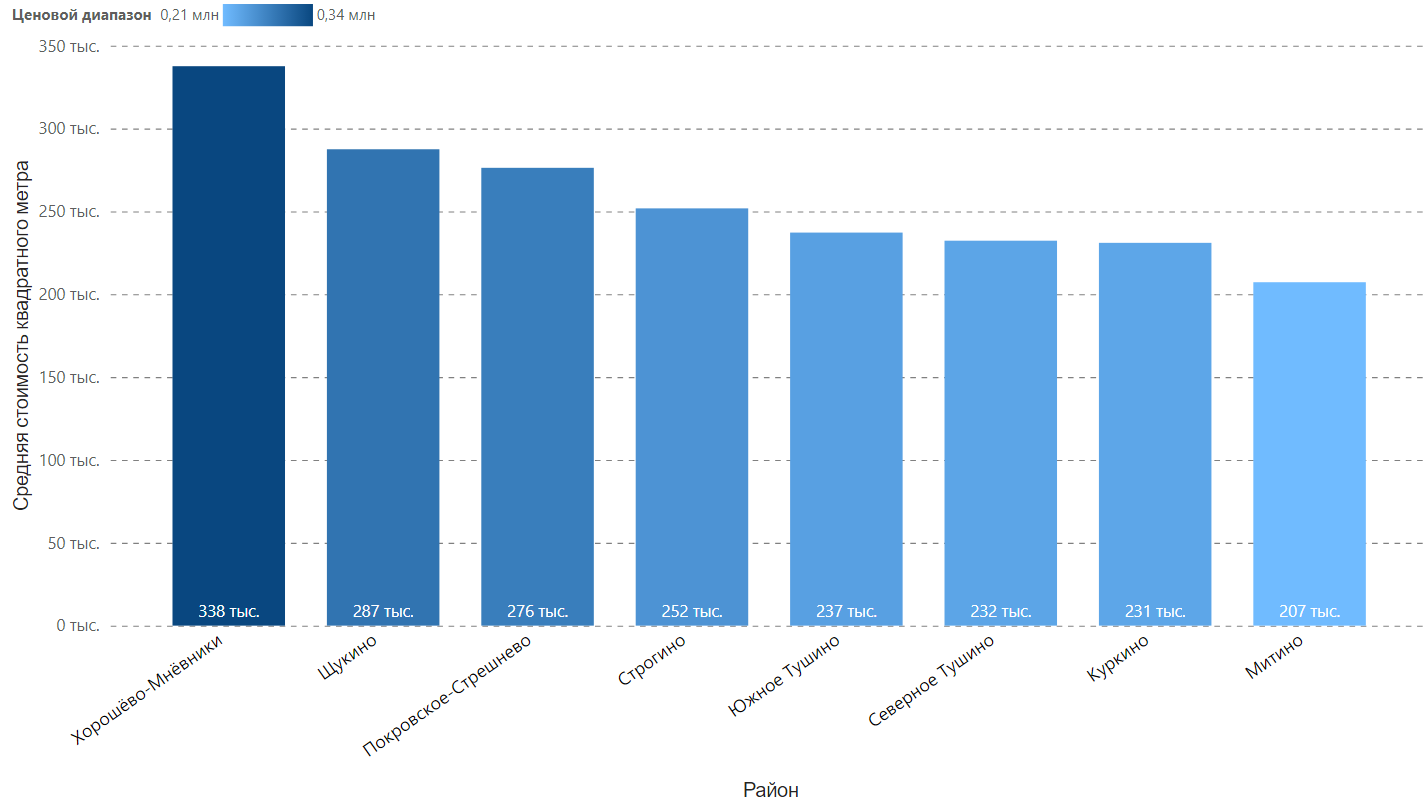 Ценовой диапазон 0,21 млн 0,34 млн
350 тыс.
300 тыс.
250 тыс.
200 тыс.
150 тыс.
100 тыс.
50 тыс.
0 тыс.
Средняя стоимость квадратного метра
338 тыс.
287 тыс.
276 тыс.
252 тыс.
237 тыс.
232 тыс.
231 тыс.
207 тыс.
Хорошёво-Мнёвники
Щукино
Покровское-Стрешнево
Строгино
Южное Тушино
Северное Тушино
Куркино
Митино
Район